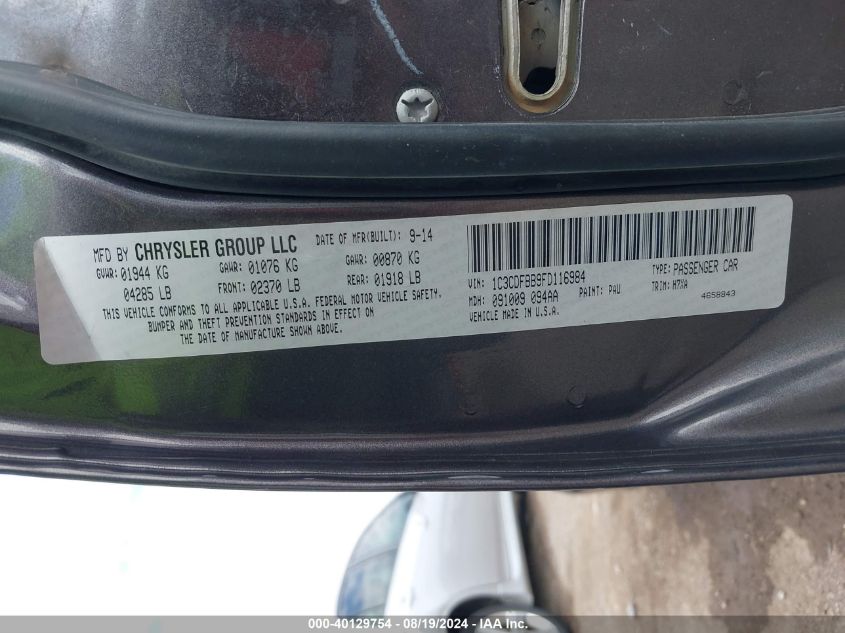 MFD BY CHRYSLER GROUP LLC DATE OF MFR(BUILT): 9-14
GVWR: 01944 KG GAWR: 01076 KG GAWR: 00870 KG
04285 LB FRONT: 02370 LB REAR: 01918 LB
THIS VEHICLE CONFORMS TO ALL APPLICABLE U.S.A. FEDERAL MOTOR VEHICLE SAFETY,
BUMPER AND THEFT PREVENTION STANDARDS IN EFFECT ON
THE DATE OF MANUFACTURE SHOWN ABOVE.
VIN: 1C3CDFBB9FD116984 TYPE: PASSENGER CAR
MDH: 091009 094AA PAINT: PAU TRIM: H7XA
VEHICLE MADE IN U.S.A. 4658843
000-40129754 - 08/19/2024 - IAA Inc.